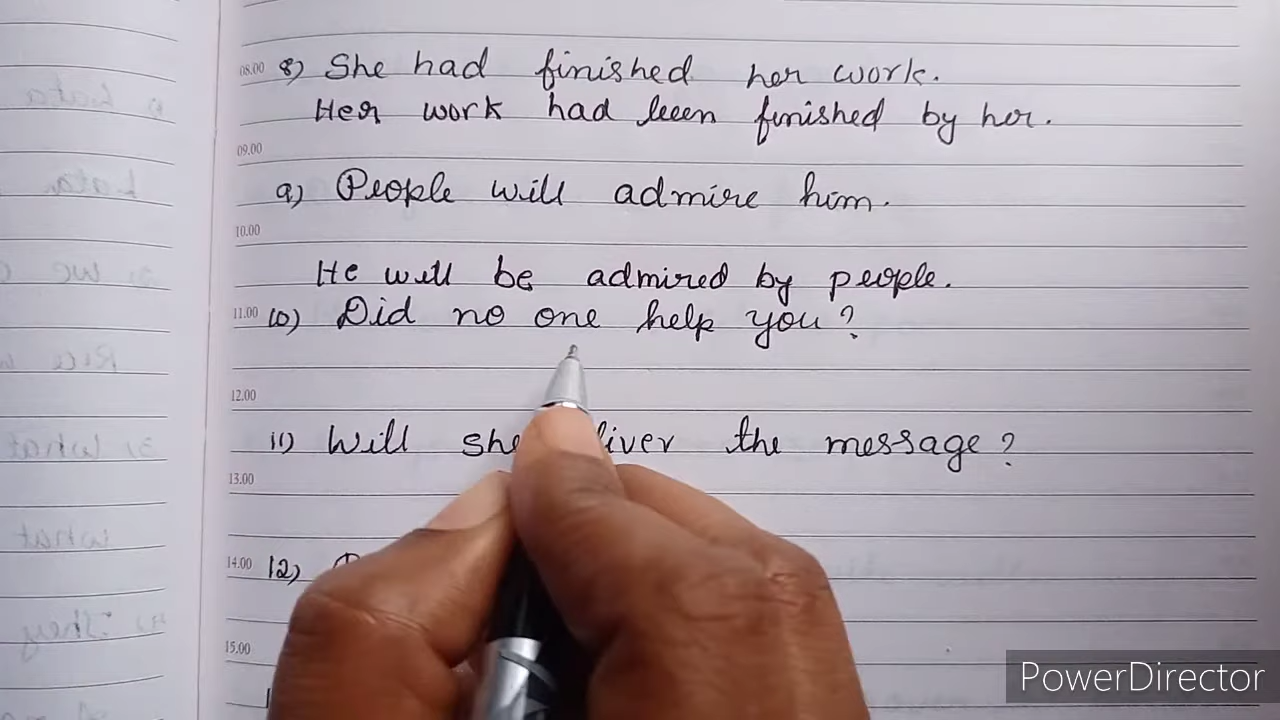 08.00 8) She had finished her work.
Her work had been finished by her.
09.00
9) People will admire him.
10.00
He will be admired by people.
11.00 10) Did no one help you?
12.00
11) Will she liver the message?
13.00
14.00 12)
15.00
PowerDirector